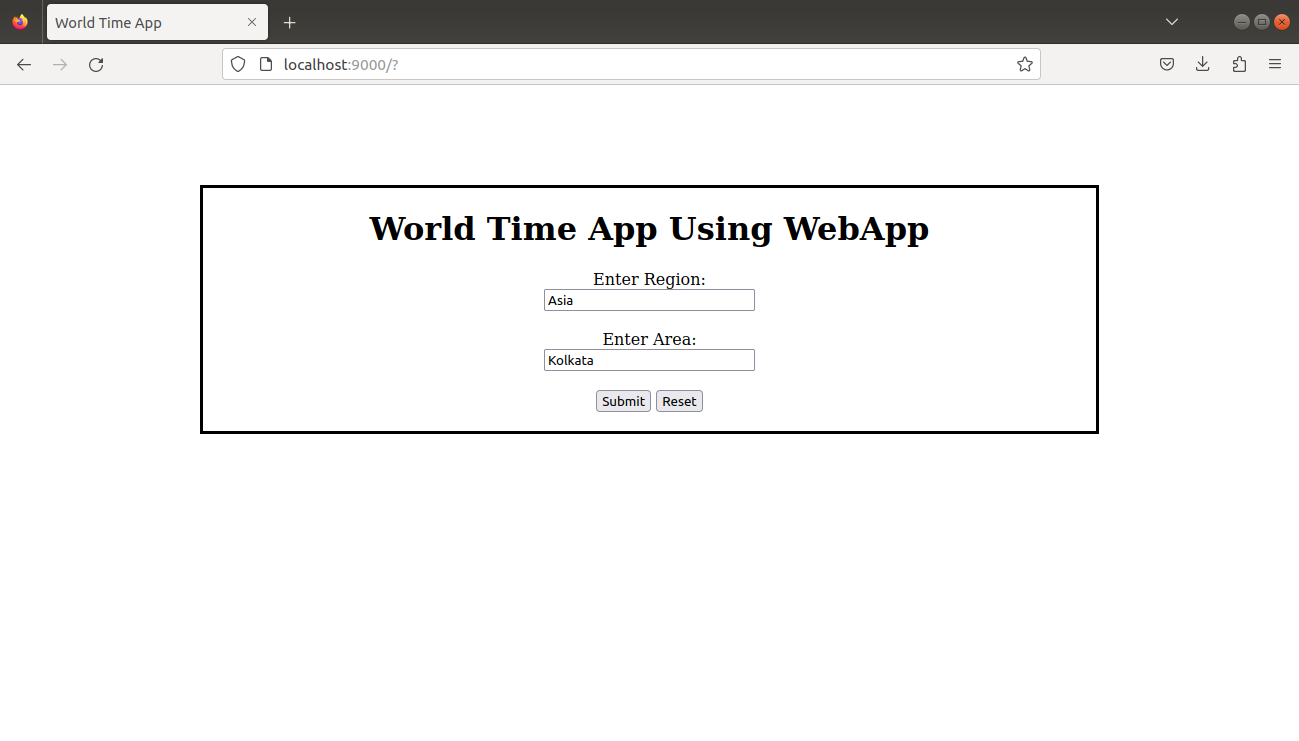 World Time App
localhost:9000/?
World Time App Using WebApp
Enter Region:
Asia
Enter Area:
Kolkata
Submit Reset